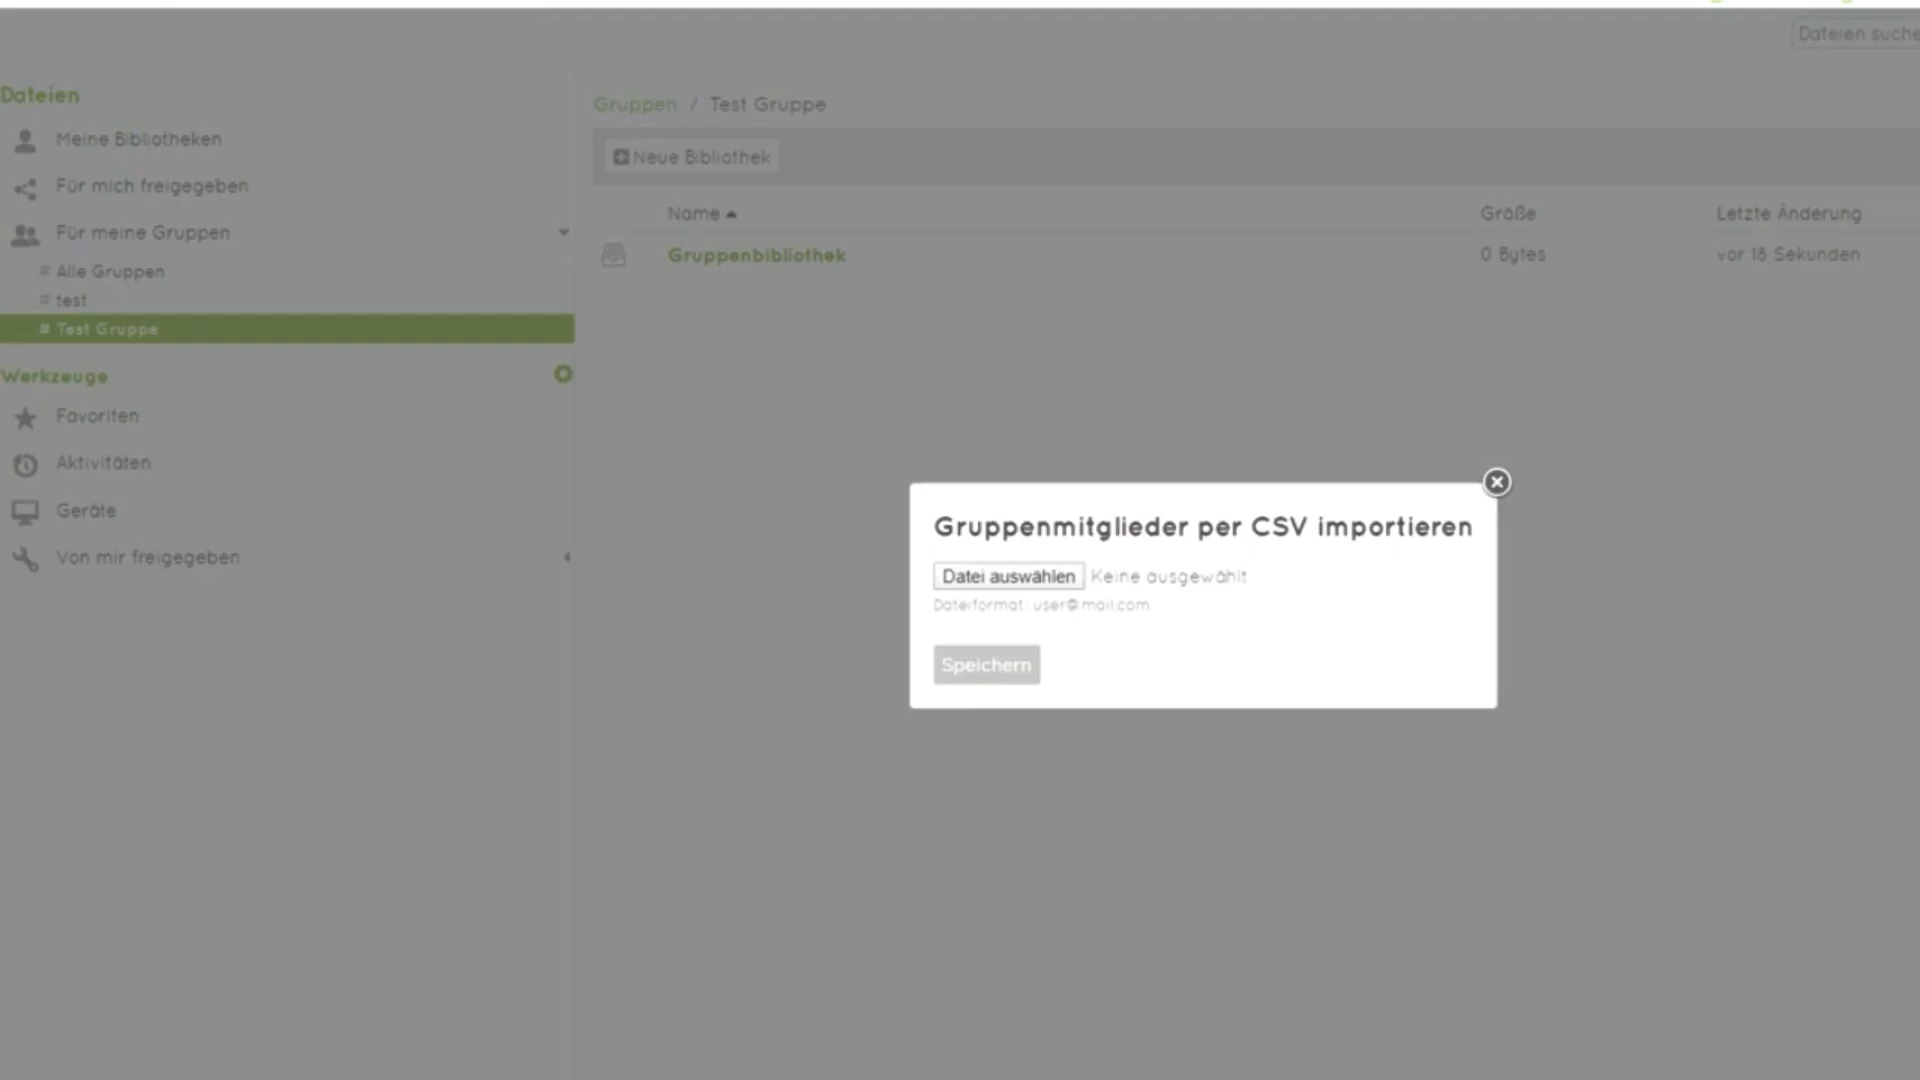 Dateien suche
Dateien
Meine Bibliotheken
Für mich freigegeben
Für meine Gruppen
# Alle Gruppen
# test
# Test Gruppe
Werkzeuge
Favoriten
Aktivitäten
Geräte
Von mir freigegeben
Gruppen / Test Gruppe
Neue Bibliothek
Name Größe Letzte Änderung
Gruppenbibliothek 0 Bytes vor 18 Sekunden
Gruppenmitglieder per CSV importieren
Datei auswählen Keine ausgewählt
Dateiformat: user@mail.com
Speichern